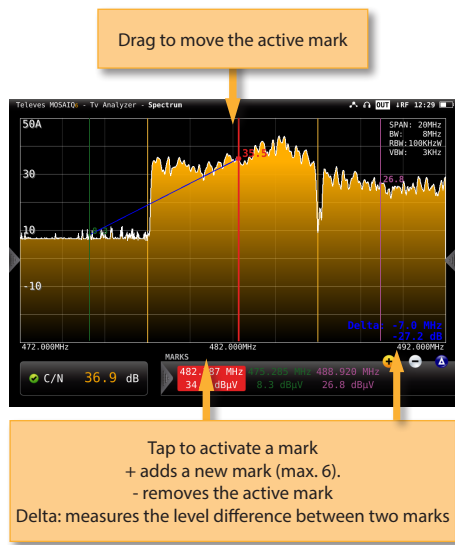 Drag to move the active mark
Televes MOSAIQ6 - Tv Analyzer - Spectrum OUT ↓RF 12:29
50A
SPAN: 20MHz
BW: 8MHz
RBW:100KHzW
VBW: 3KHz
35.5
30
26.8
10
-10
Delta: -7.0 MHz
-27.2 dB
472.000MHz 482.000MHz 492.000MHz
MARKS
C/N 36.9 dB
475.285 MHz 488.920 MHz
8.3 dBµV 26.8 dBµV
Tap to activate a mark
+ adds a new mark (max. 6).
- removes the active mark
Delta: measures the level difference between two marks